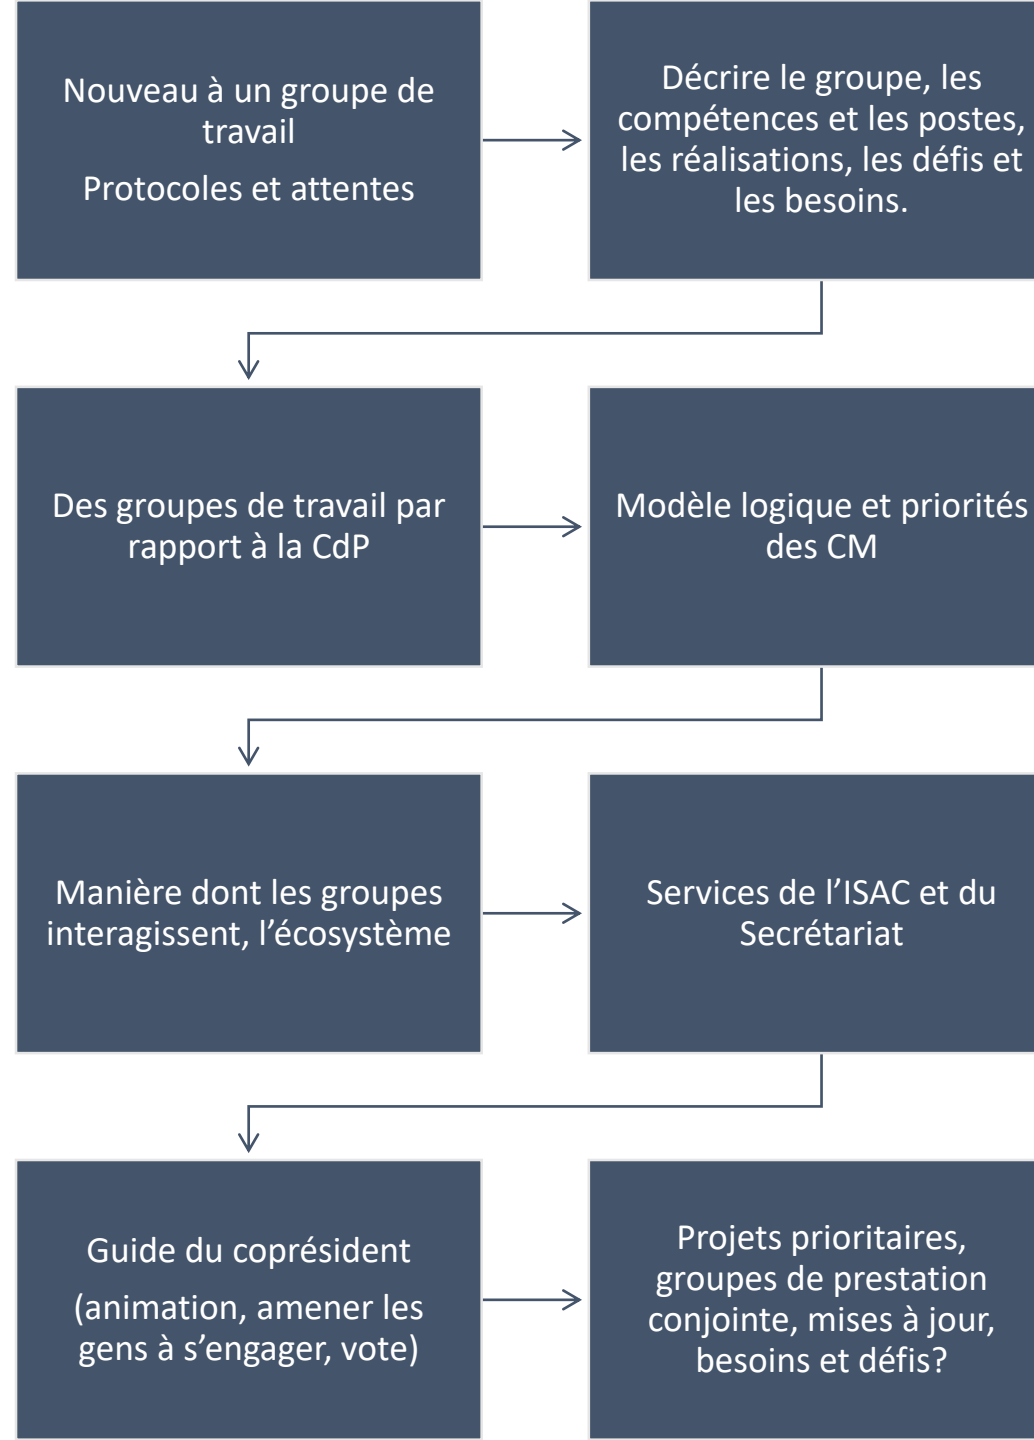 Nouveau à un groupe de
travail
Protocoles et attentes
Décrire le groupe, les
compétences et les postes,
les réalisations, les défis et
les besoins.
Des groupes de travail par
rapport à la CdP
Modèle logique et priorités
des CM
Manière dont les groupes
interagissent, l’écosystème
Services de l’ISAC et du
Secrétariat
Guide du coprésident
(animation, amener les
gens à s’engager, vote)
Projets prioritaires,
groupes de prestation
conjointe, mises à jour,
besoins et défis?